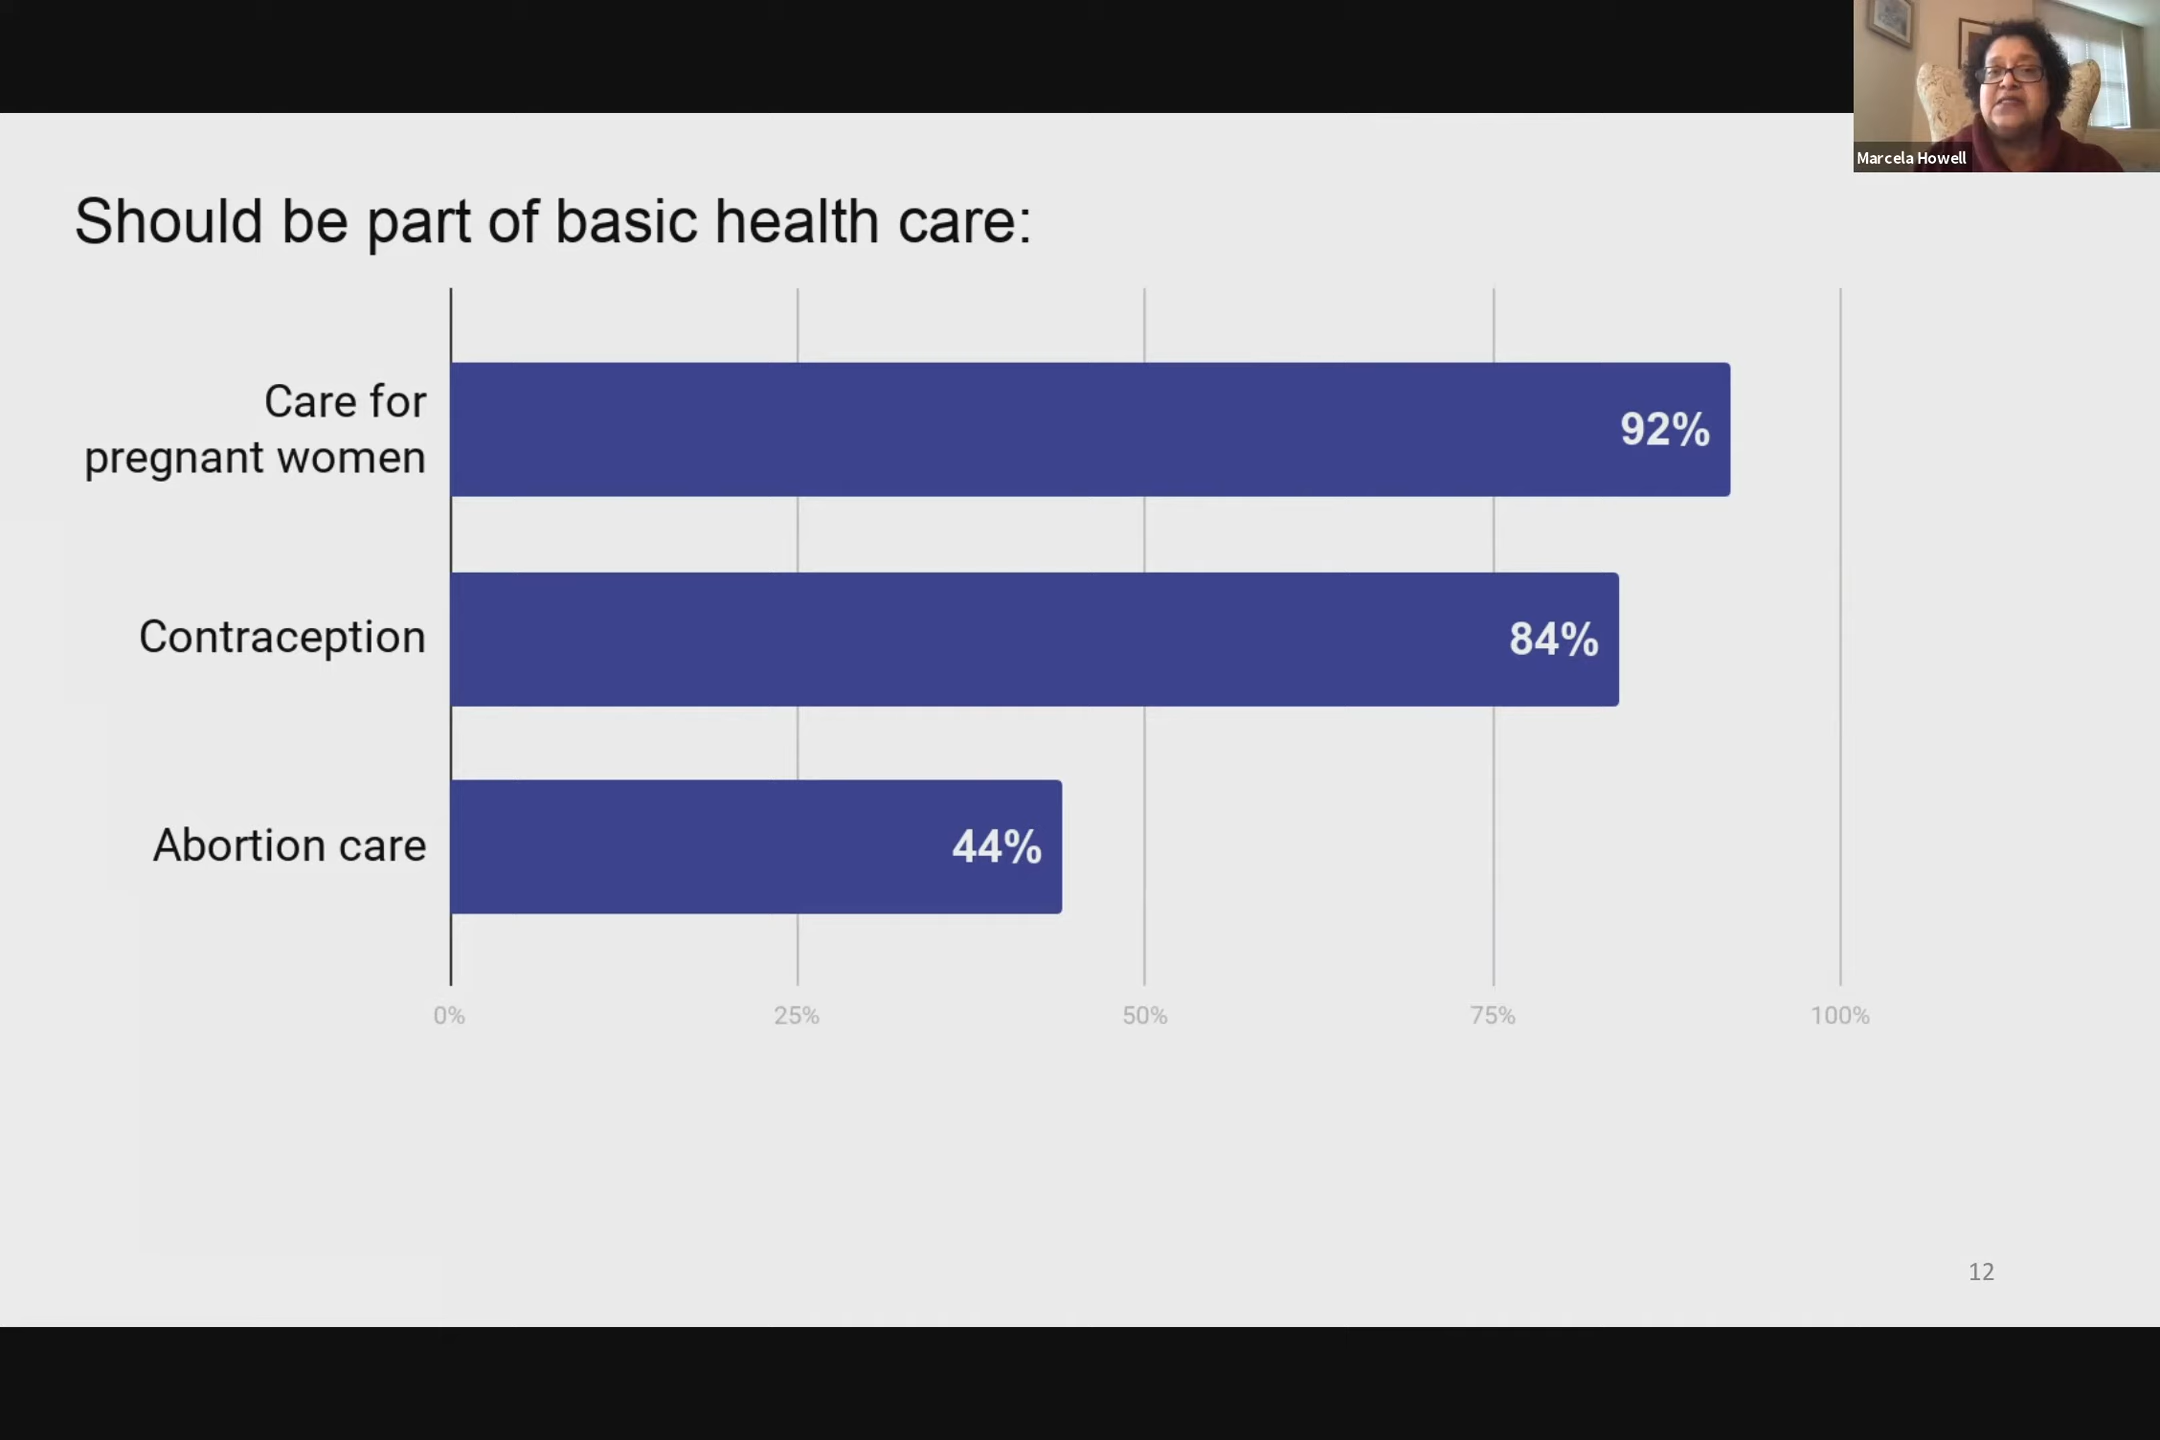 Marcela Howell
Should be part of basic health care:
Care for
pregnant women
92%
Contraception
84%
Abortion care
44%
0%
25%
50%
75%
100%
12